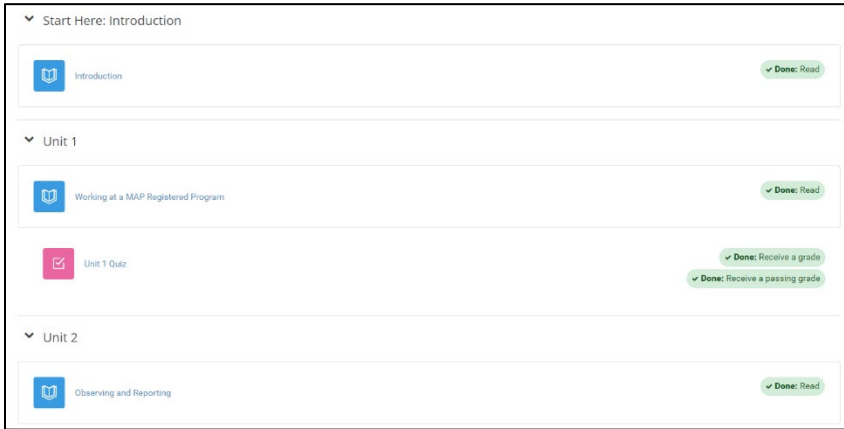 Start Here: Introduction
Introduction
Done: Read
Unit 1
Working at a MAP Registered Program
Done: Read
Unit 1 Quiz
Done: Receive a grade
Done: Receive a passing grade
Unit 2
Observing and Reporting
Done: Read